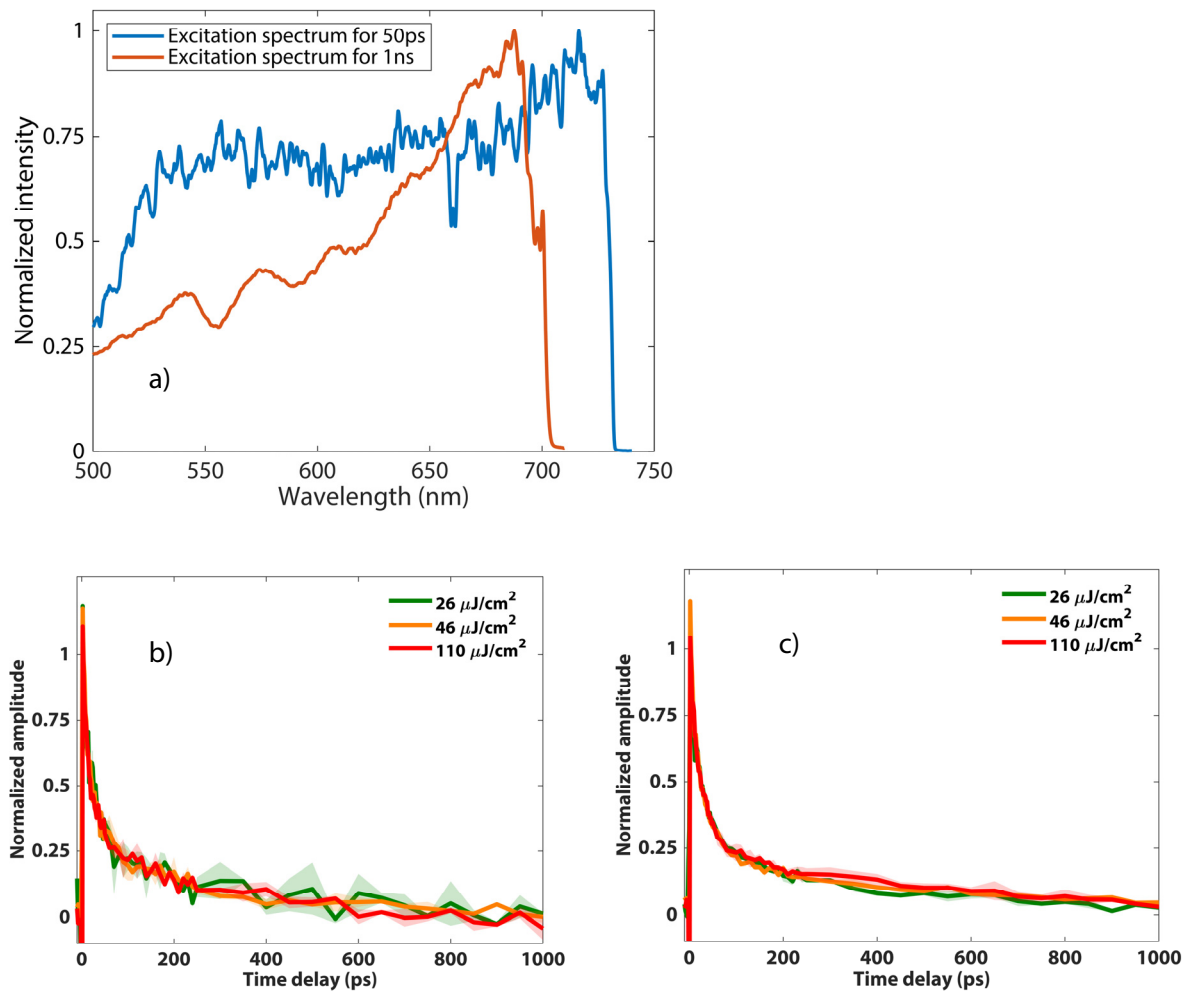 1
Excitation spectrum for 50ps
Excitation spectrum for 1ns
0.75
0.5
0.25
0
Normalized intensity
a)
500 550 600 650 700 750
Wavelength (nm)
26 μJ/cm2
46 μJ/cm2
110 μJ/cm2
b)
1
0.75
0.5
0.25
0
Normalized amplitude
0 200 400 600 800 1000
Time delay (ps)
26 μJ/cm2
46 μJ/cm2
110 μJ/cm2
c)
1
0.75
0.5
0.25
0
Normalized amplitude
0 200 400 600 800 1000
Time delay (ps)